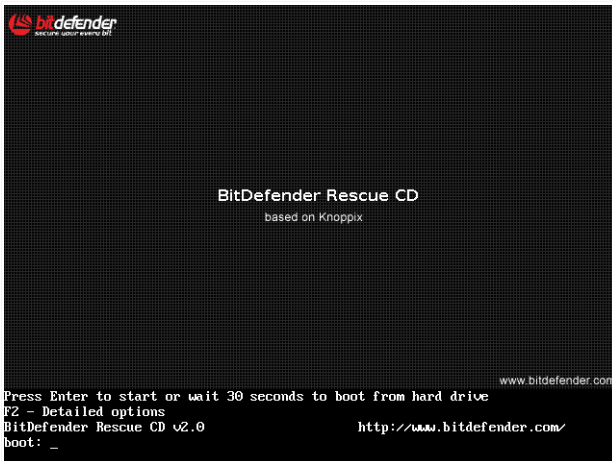 bitdefender
secure your every bit
BitDefender Rescue CD
based on Knoppix
www.bitdefender.com
Press Enter to start or wait 30 seconds to boot from hard drive
F2 - Detailed options
BitDefender Rescue CD v2.0 http://www.bitdefender.com/
boot: _